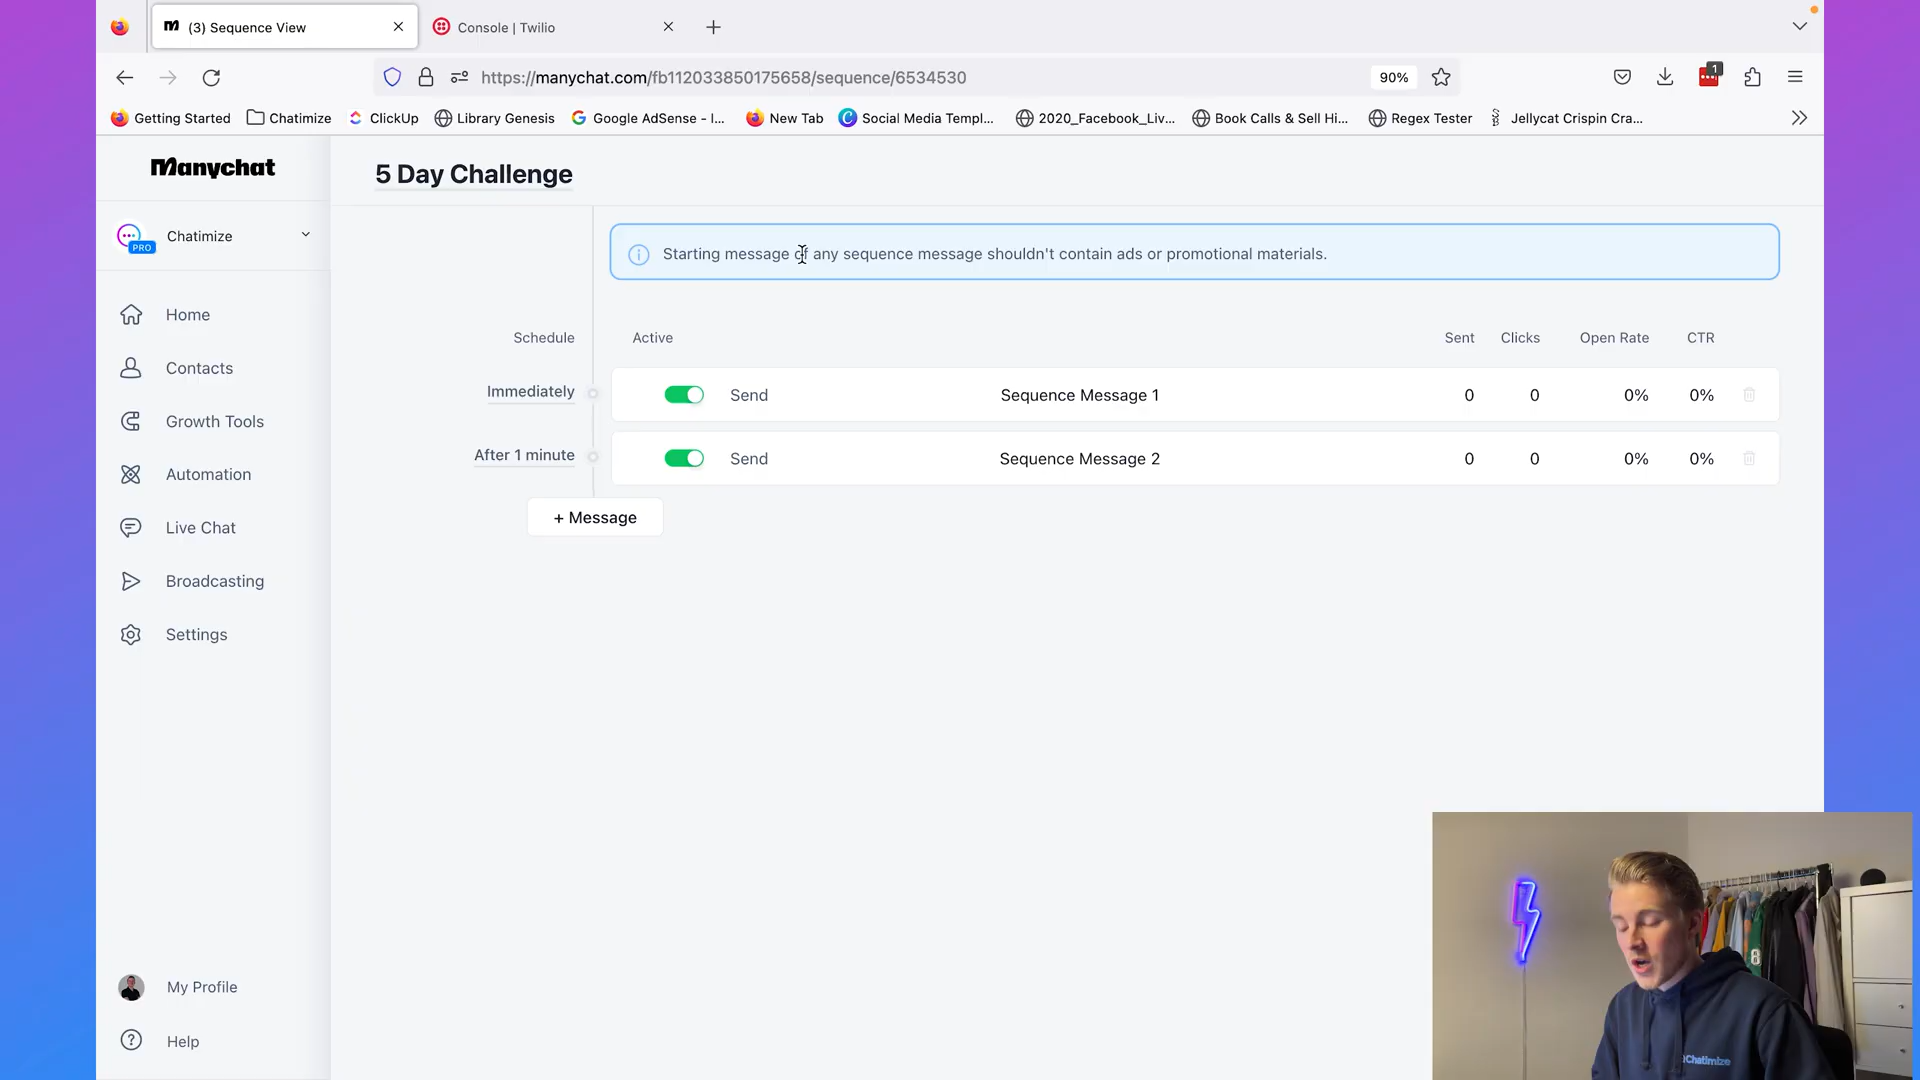 (3) Sequence View
Console | Twilio
https://manychat.com/fb112033850175658/sequence/6534530
90%
1
Getting Started
Chatimize
ClickUp
Library Genesis
Google AdSense - I...
New Tab
Social Media Templ...
2020_Facebook_Liv...
Book Calls & Sell Hi...
Regex Tester
Jellycat Crispin Cra...
Manychat
5 Day Challenge
PRO
Chatimize
Starting message of any sequence message shouldn't contain ads or promotional materials.
Home
Contacts
Growth Tools
Automation
Live Chat
Broadcasting
Settings
Schedule
Active
Sent
Clicks
Open Rate
CTR
Immediately
Send
Sequence Message 1
0
0
0%
0%
After 1 minute
Send
Sequence Message 2
0
0
0%
0%
+ Message
My Profile
Help
Chatimize